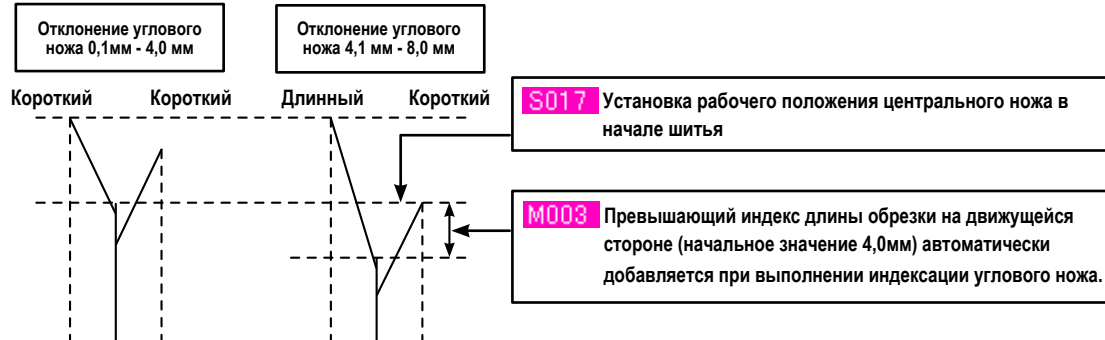 Отклонение углового
ножа 0,1мм - 4,0 мм
Отклонение углового
ножа 4,1 мм - 8,0 мм
Короткий
Короткий
Длинный
Короткий
S017 Установка рабочего положения центрального ножа в
начале шитья
M003 Превышающий индекс длины обрезки на движущейся
стороне (начальное значение 4,0мм) автоматически
добавляется при выполнении индексации углового ножа.